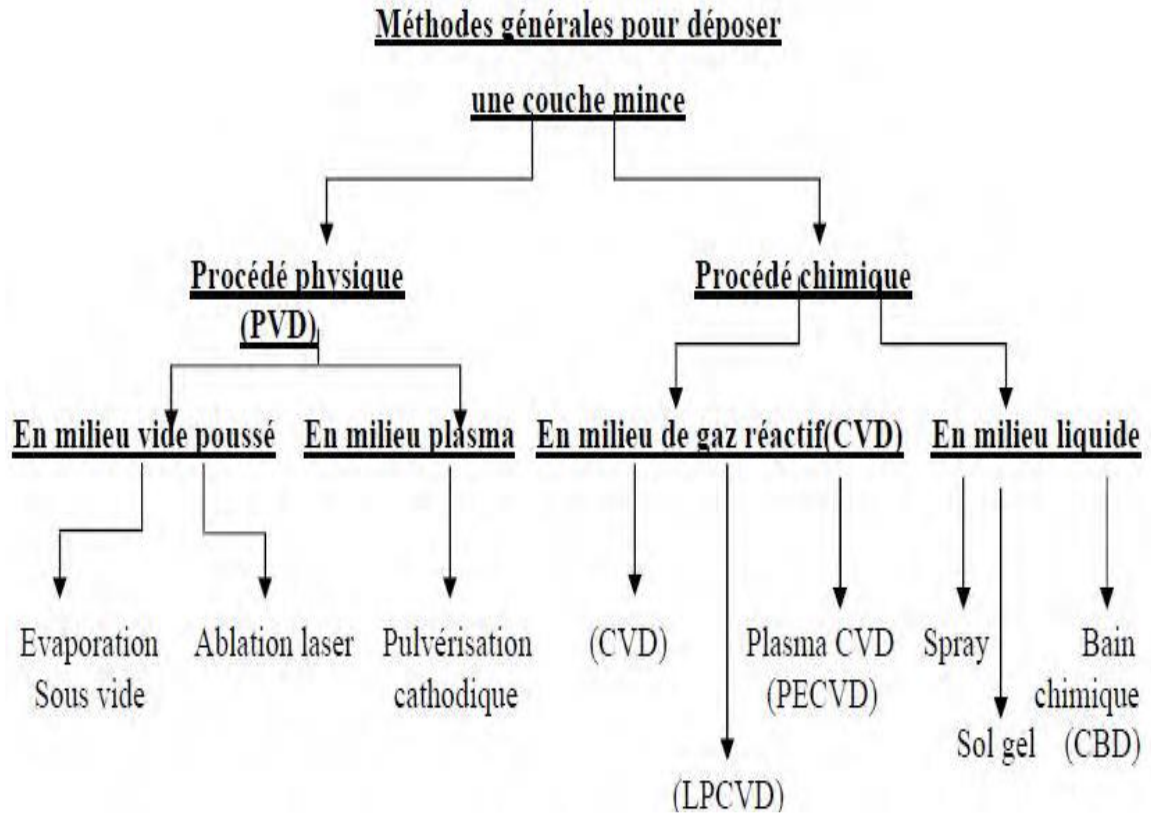 Méthodes générales pour déposer
une couche mince
Procédé physique
(PVD)
Procédé chimique
En milieu vide poussé
En milieu plasma
En milieu de gaz réactif(CVD)
En milieu liquide
Evaporation
Sous vide
Ablation laser
Pulvérisation
cathodique
(CVD)
(LPCVD)
Plasma CVD
(PECVD)
Spray
Sol gel
Bain
chimique
(CBD)